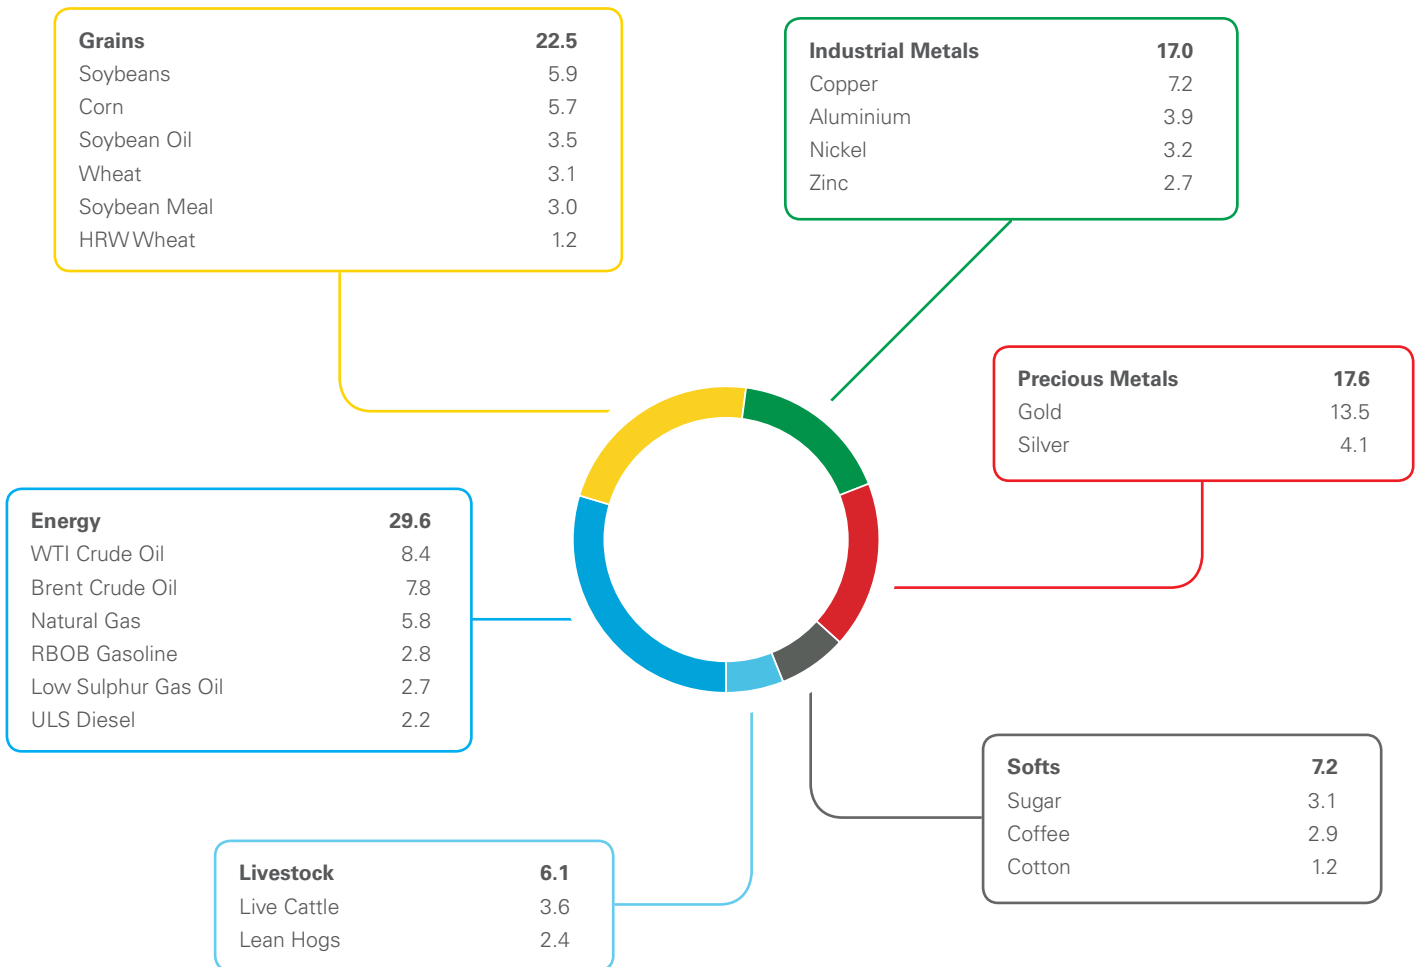 Grains 22.5
Soybeans 5.9
Corn 5.7
Soybean Oil 3.5
Wheat 3.1
Soybean Meal 3.0
HRW Wheat 1.2
Industrial Metals 17.0
Copper 7.2
Aluminium 3.9
Nickel 3.2
Zinc 2.7
Precious Metals 17.6
Gold 13.5
Silver 4.1
Energy 29.6
WTI Crude Oil 8.4
Brent Crude Oil 7.8
Natural Gas 5.8
RBOB Gasoline 2.8
Low Sulphur Gas Oil 2.7
ULS Diesel 2.2
Softs 7.2
Sugar 3.1
Coffee 2.9
Cotton 1.2
Livestock 6.1
Live Cattle 3.6
Lean Hogs 2.4